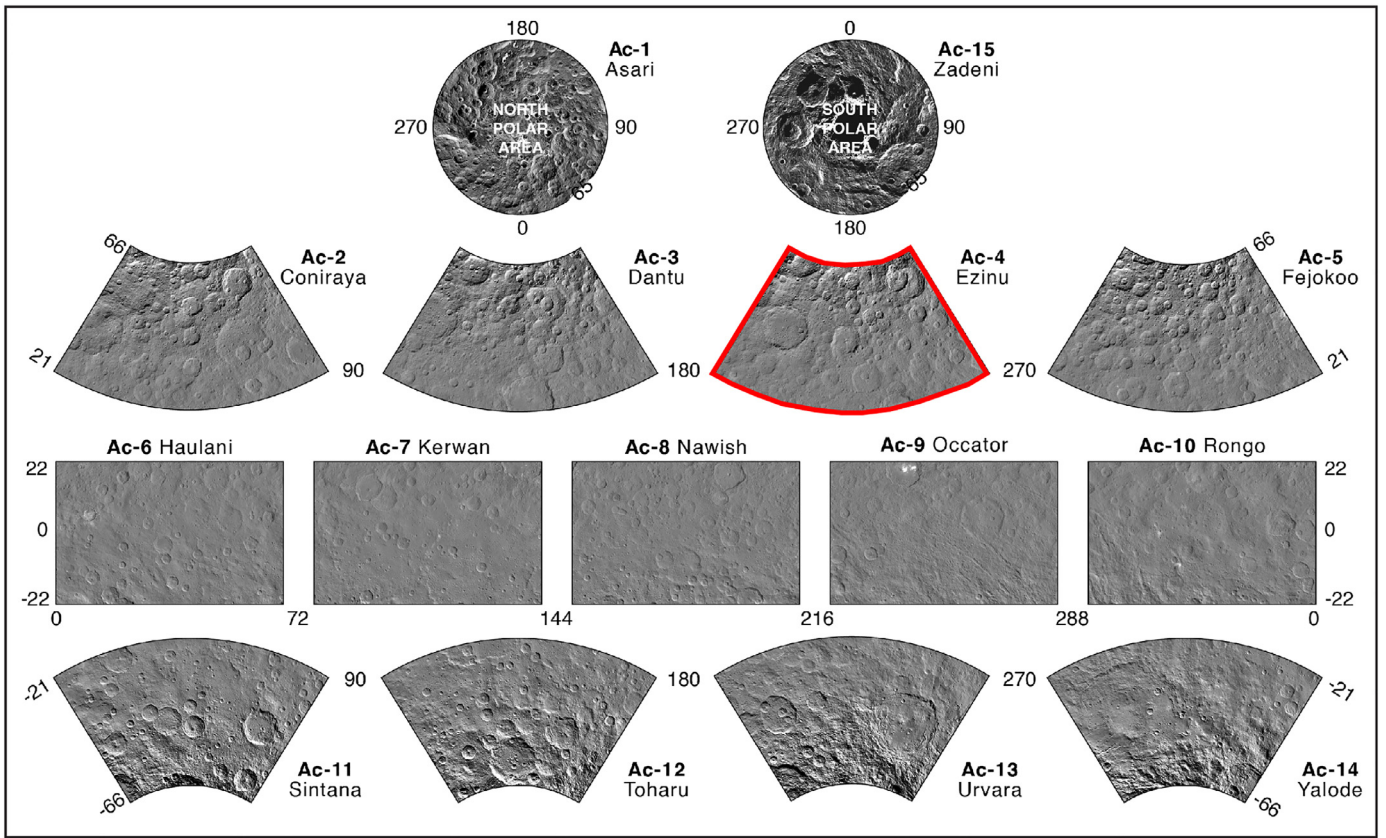 180
0
Ac-1
Asari
Ac-15
Zadeni
NORTH
POLAR
AREA
SOUTH
POLAR
AREA
270
90
270
90
65
65
0
180
66
Ac-2
Coniraya
Ac-3
Dantu
Ac-4
Ezinu
66
Ac-5
Fejokoo
21
90
180
270
21
Ac-6 Haulani
Ac-7 Kerwan
Ac-8 Nawish
Ac-9 Occator
Ac-10 Rongo
22
22
0
0
-22
-22
0
72
144
216
288
0
-21
90
180
270
-21
Ac-11
Sintana
Ac-12
Toharu
Ac-13
Urvara
Ac-14
Yalode
-66
-66